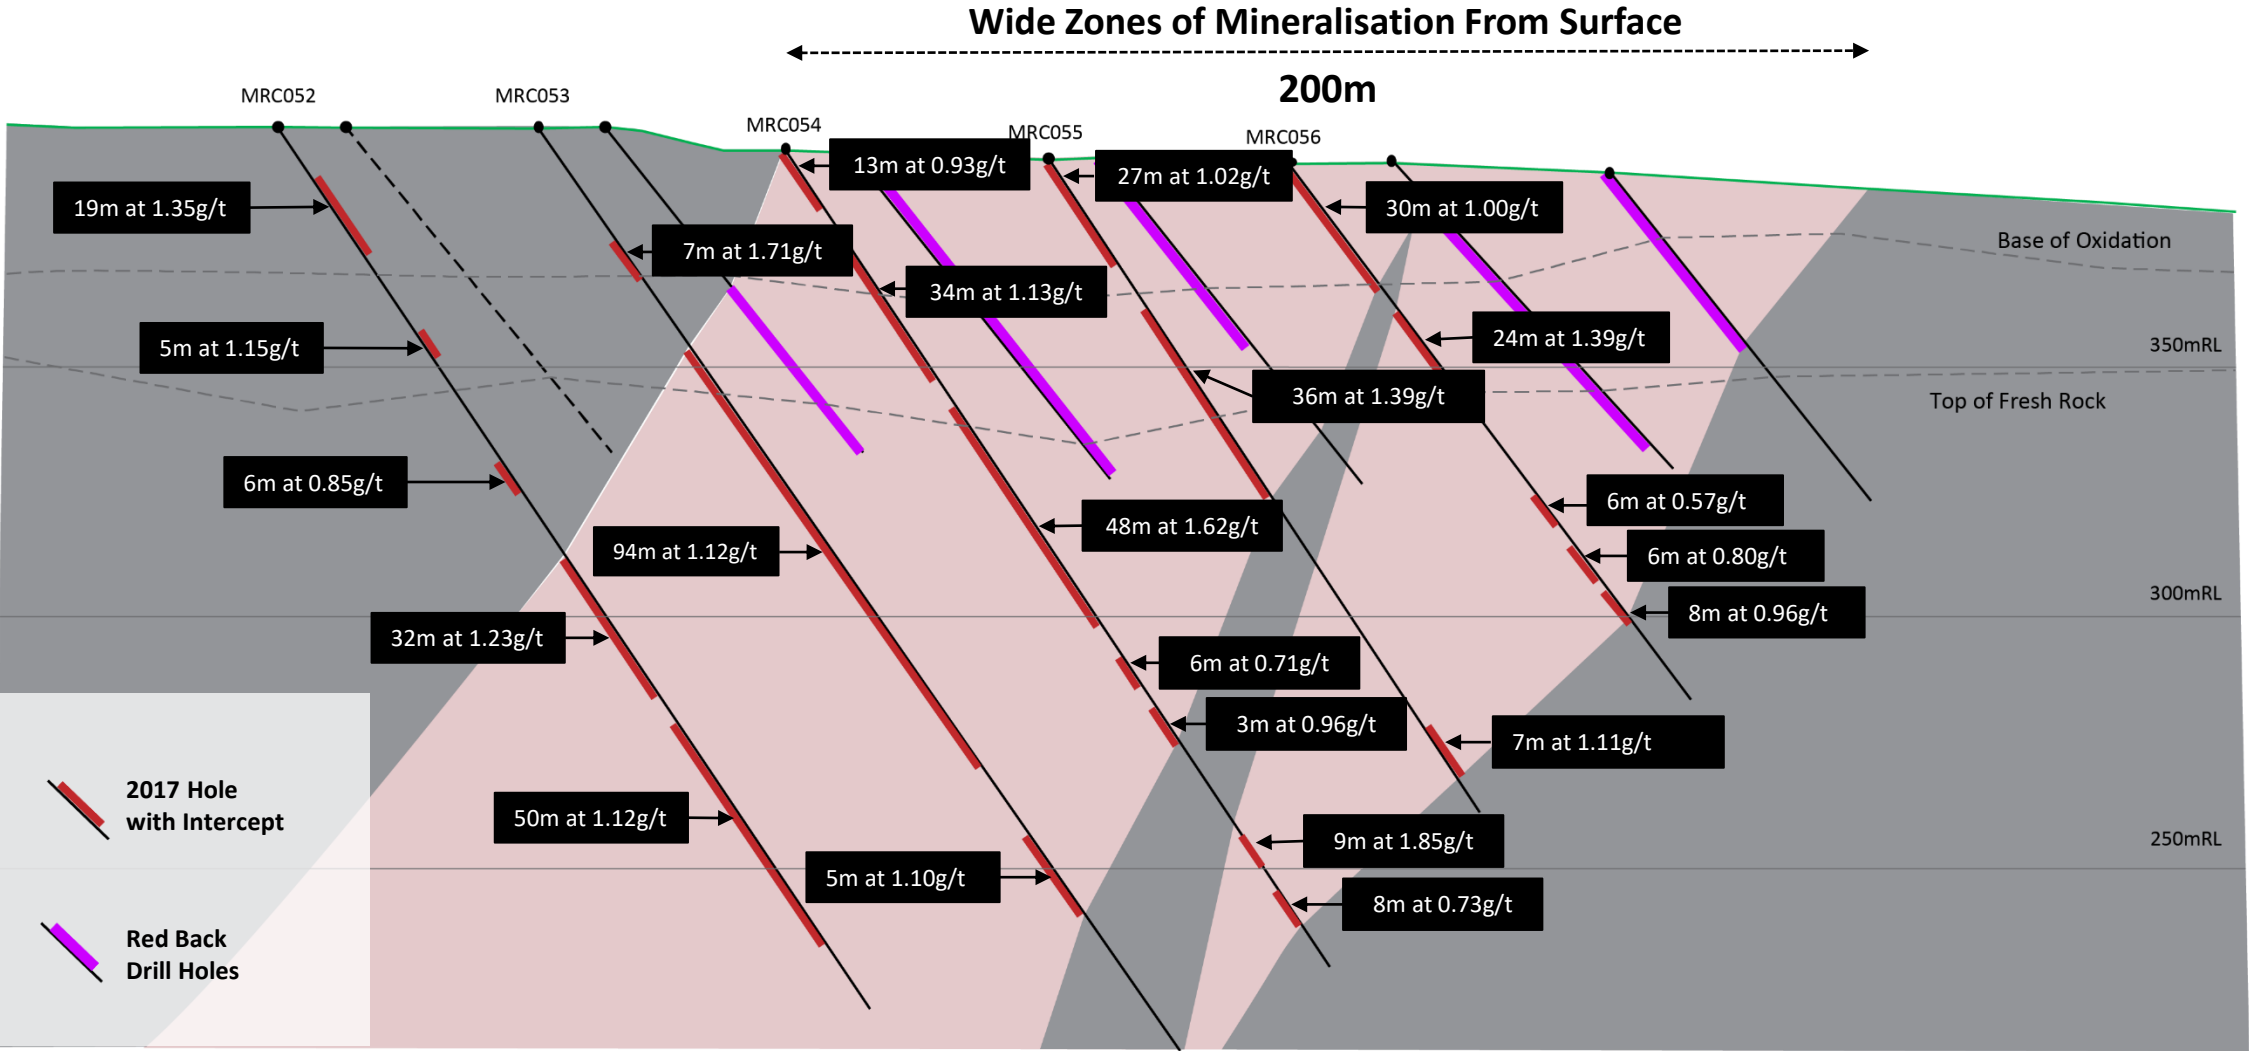 Wide Zones of Mineralisation From Surface
200m
MRC052
MRC053
MRC054
MRC055
MRC056
13m at 0.93g/t
27m at 1.02g/t
19m at 1.35g/t
30m at 1.00g/t
7m at 1.71g/t
Base of Oxidation
34m at 1.13g/t
5m at 1.15g/t
24m at 1.39g/t
350mRL
36m at 1.39g/t
Top of Fresh Rock
6m at 0.85g/t
6m at 0.57g/t
48m at 1.62g/t
94m at 1.12g/t
6m at 0.80g/t
300mRL
8m at 0.96g/t
32m at 1.23g/t
6m at 0.71g/t
3m at 0.96g/t
7m at 1.11g/t
2017 Hole
with Intercept
50m at 1.12g/t
9m at 1.85g/t
250mRL
5m at 1.10g/t
8m at 0.73g/t
Red Back
Drill Holes